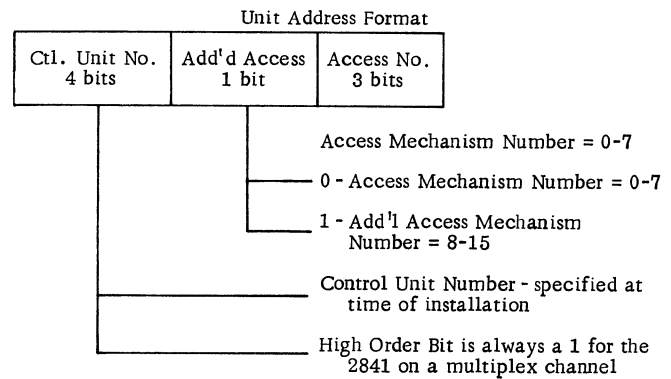 Unit Address Format
Ctl. Unit No.
4 bits
Add'd Access
1 bit
Access No.
3 bits
Access Mechanism Number = 0-7
0 - Access Mechanism Number = 0-7
1 - Add'l Access Mechanism
Number = 8-15
Control Unit Number - specified at
time of installation
High Order Bit is always a 1 for the
2841 on a multiplex channel